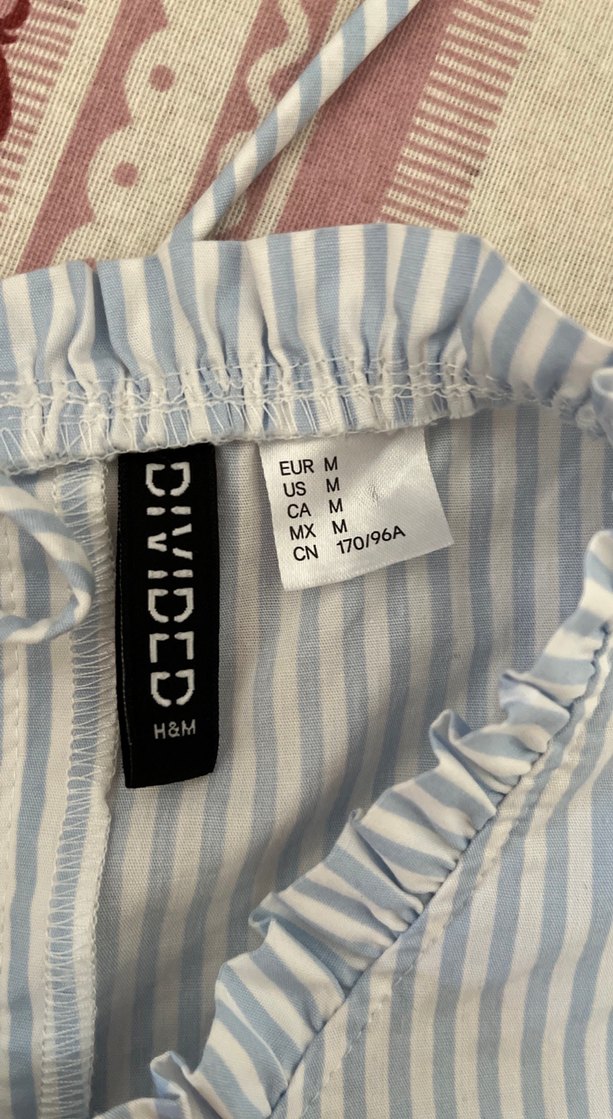 DIVIDED
H&M
EUR M
US M
CA M
MX M
CN 170/96A